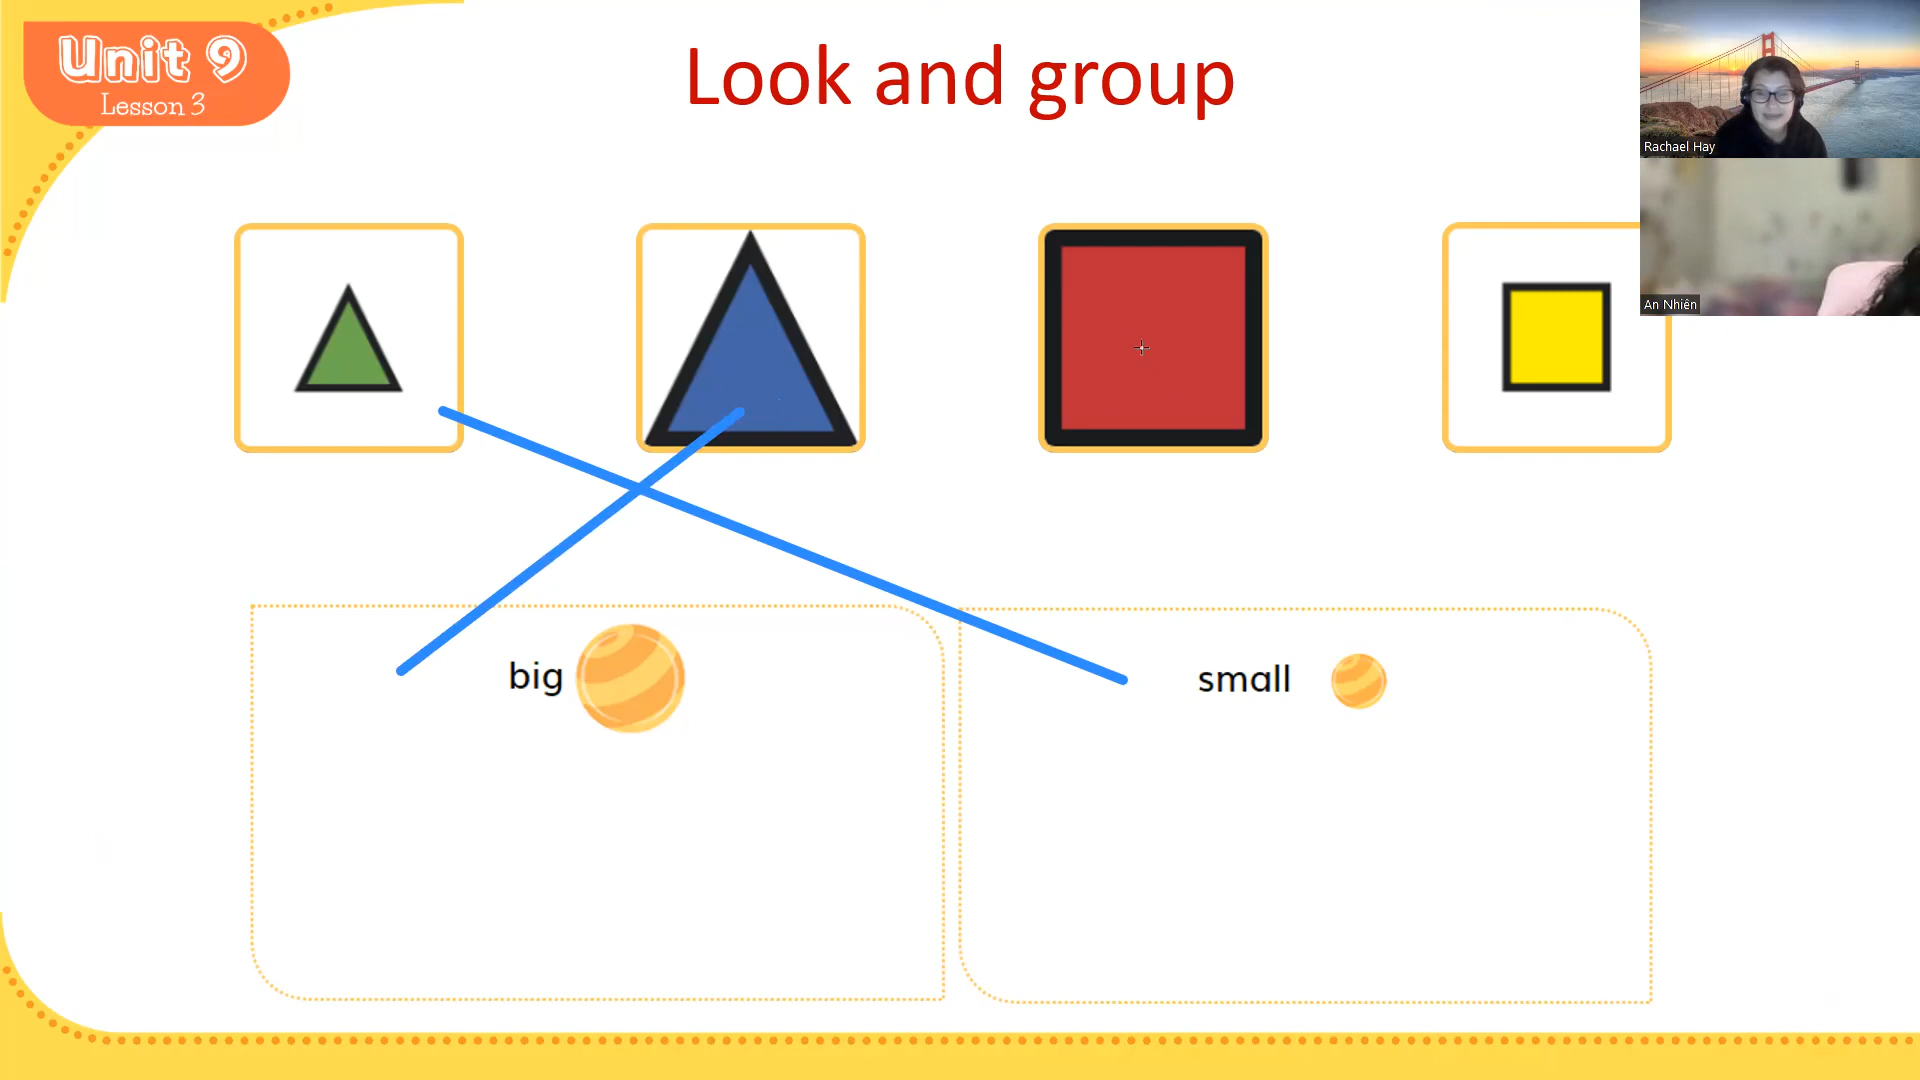 Unit 9
Lesson 3
Look and group
Rachael Hay
An Nhiên
big
small